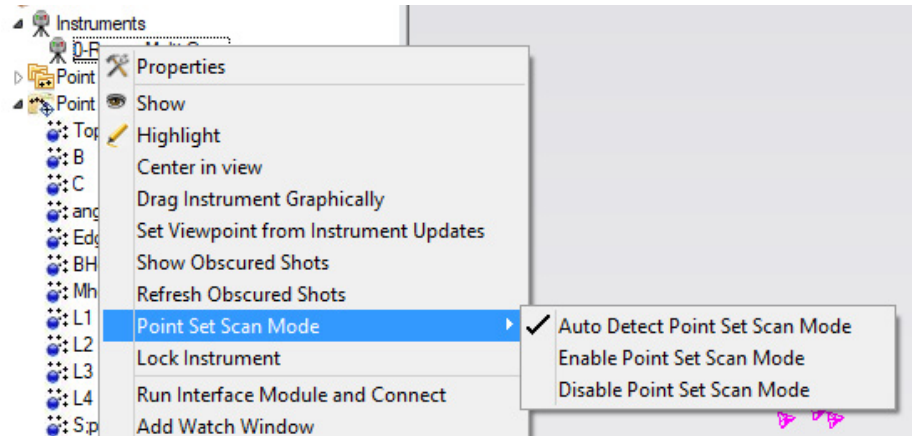 Instruments
Properties
Point
Show
Point
Highlight
Top
Center in view
B
Drag Instrument Graphically
C
Set Viewpoint from Instrument Updates
ang
Show Obscured Shots
Edg
Refresh Obscured Shots
BH
Point Set Scan Mode
Mh
Auto Detect Point Set Scan Mode
L1
Lock Instrument
Enable Point Set Scan Mode
L2
Disable Point Set Scan Mode
L3
Run Interface Module and Connect
L4
Add Watch Window
S;p